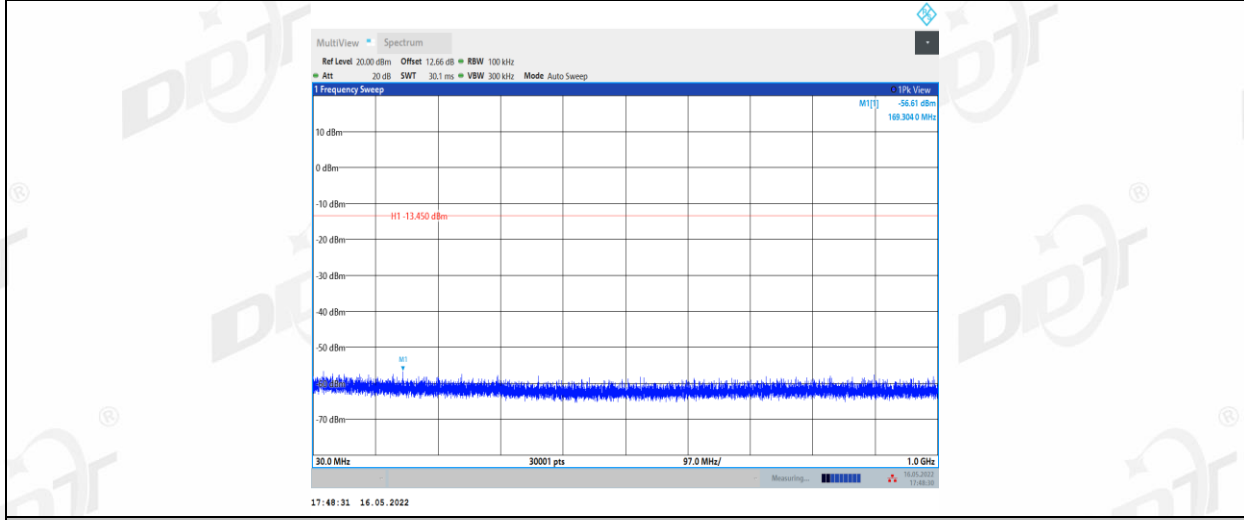 MultiView Spectrum
Ref Level 20.00 dBm Offset 12.66 dB RBW 100 kHz
Att 20 dB SWT 30.1 ms VBW 300 kHz Mode Auto Sweep
1 Frequency Sweep 1Pk View
M1[1] -56.61 dBm
169.304 0 MHz
10 dBm
0 dBm
-10 dBm
H1 -13.450 dBm
-20 dBm
-30 dBm
-40 dBm
-50 dBm
M1
-60 dBm
-70 dBm
30.0 MHz 30001 pts 97.0 MHz/ 1.0 GHz
Measuring... 16.05.2022
17:48:30
17:48:31 16.05.2022
DDT
®